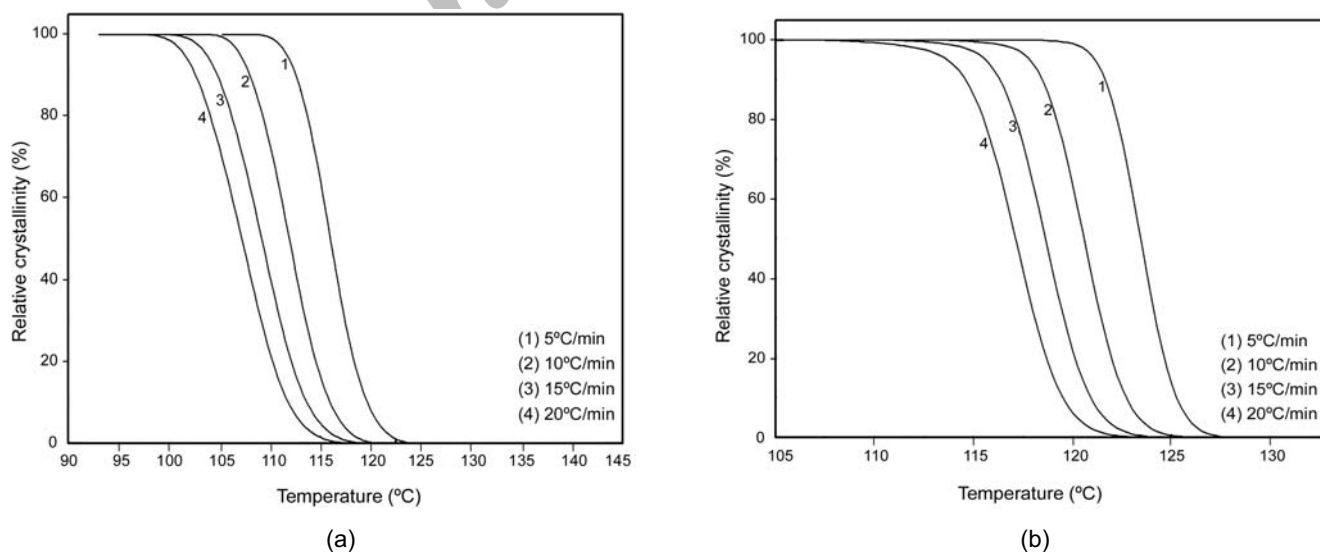 100
80
60
40
20
0
Relative crystallinity (%)
1
2
3
4
(1) 5ºC/min
(2) 10ºC/min
(3) 15ºC/min
(4) 20ºC/min
90 95 100 105 110 115 120 125 130 135 140 145
Temperature (ºC)
(a)
100
80
60
40
20
0
Relative crystallinity (%)
1
2
3
4
(1) 5ºC/min
(2) 10ºC/min
(3) 15ºC/min
(4) 20ºC/min
105 110 115 120 125 130
Temperature (ºC)
(b)